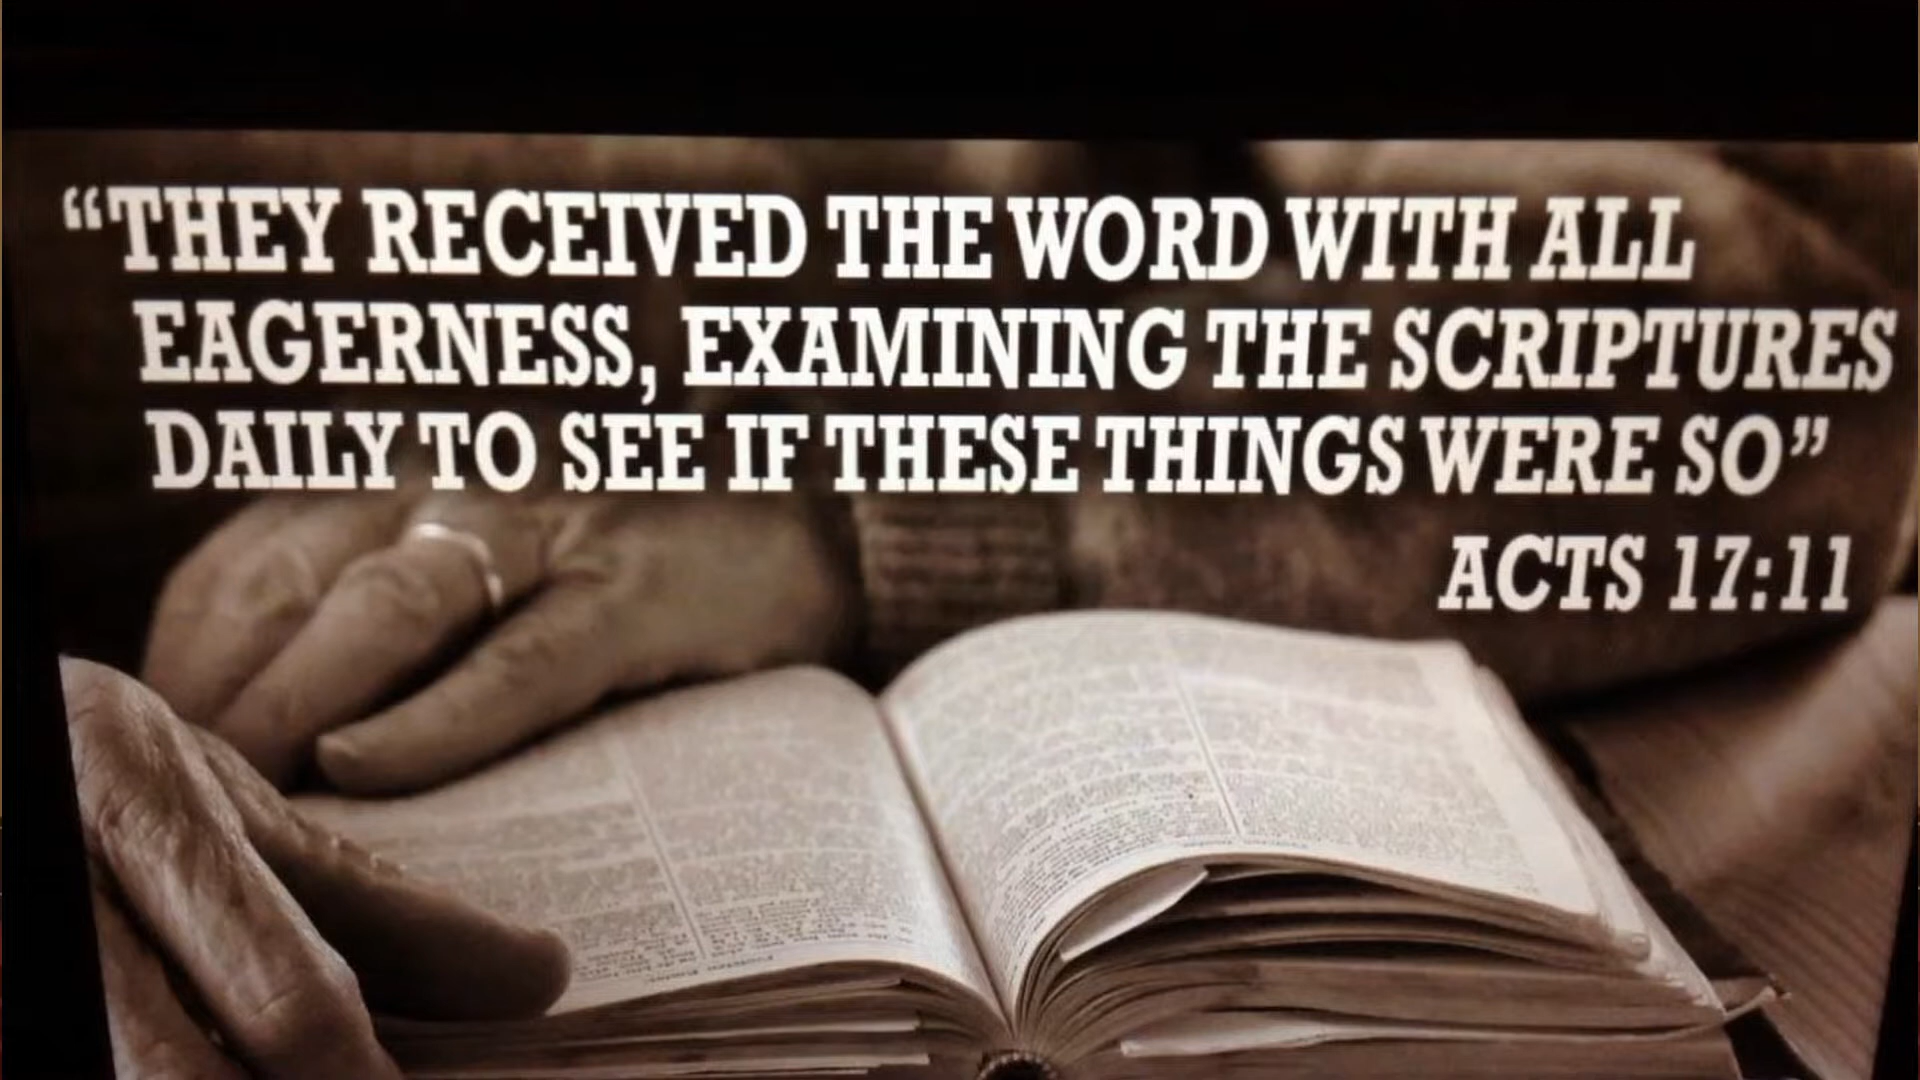 “THEY RECEIVED THE WORD WITH ALL
EAGERNESS, EXAMINING THE SCRIPTURES
DAILY TO SEE IF THESE THINGS WERE SO”
ACTS 17:11